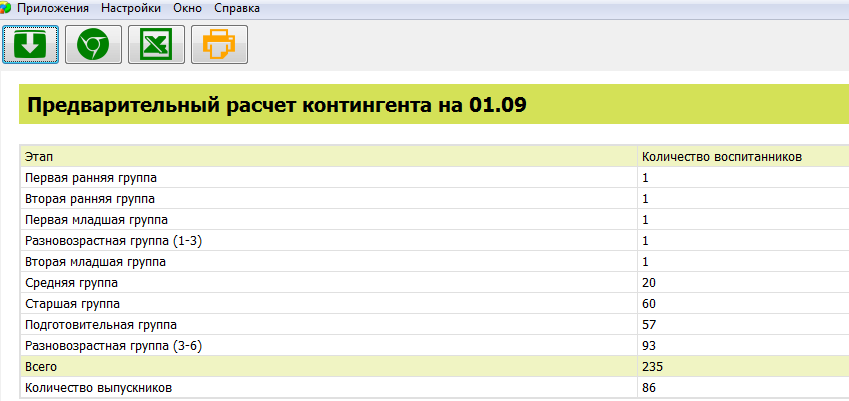 Приложения Настройки Окно Справка
Предварительный расчет контингента на 01.09
Этап Количество воспитанников
Первая ранняя группа 1
Вторая ранняя группа 1
Первая младшая группа 1
Разновозрастная группа (1-3) 1
Вторая младшая группа 1
Средняя группа 20
Старшая группа 60
Подготовительная группа 57
Разновозрастная группа (3-6) 93
Всего 235
Количество выпускников 86